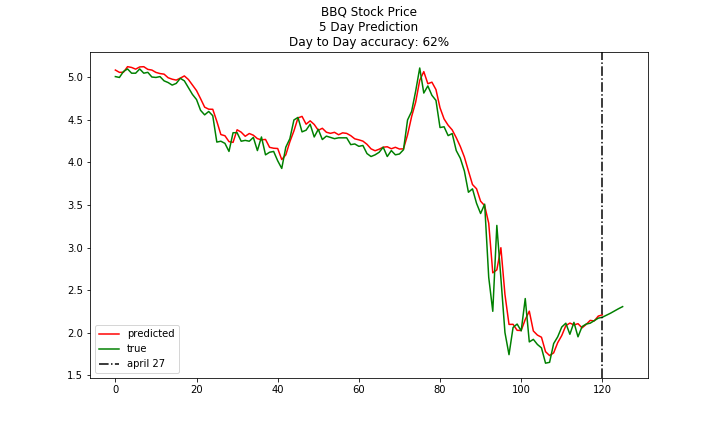 BBQ Stock Price
5 Day Prediction
Day to Day accuracy: 62%
5.0
4.5
4.0
3.5
3.0
2.5
2.0
1.5
predicted
true
april 27
0 20 40 60 80 100 120